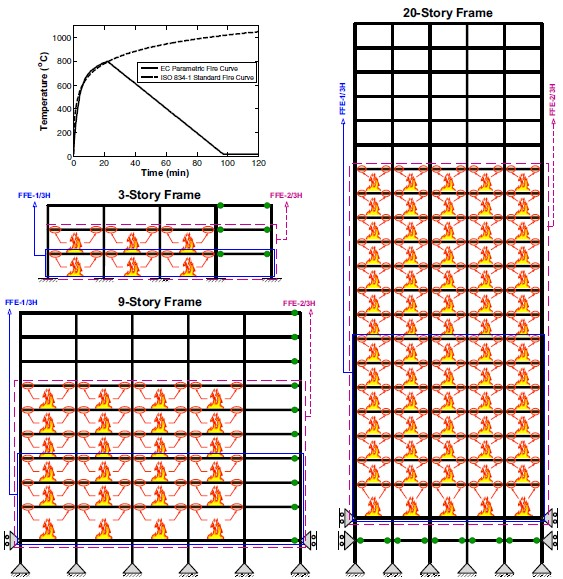 20-Story Frame
1000
800
600
400
200
0
Temperature (°C)
EC Parametric Fire Curve
ISO 834-1 Standard Fire Curve
0 20 40 60 80 100 120
Time (min)
FFE-1/3H
FFE-2/3H
FFE-1/3H
3-Story Frame
FFE-2/3H
FFE-1/3H
9-Story Frame
FFE-2/3H